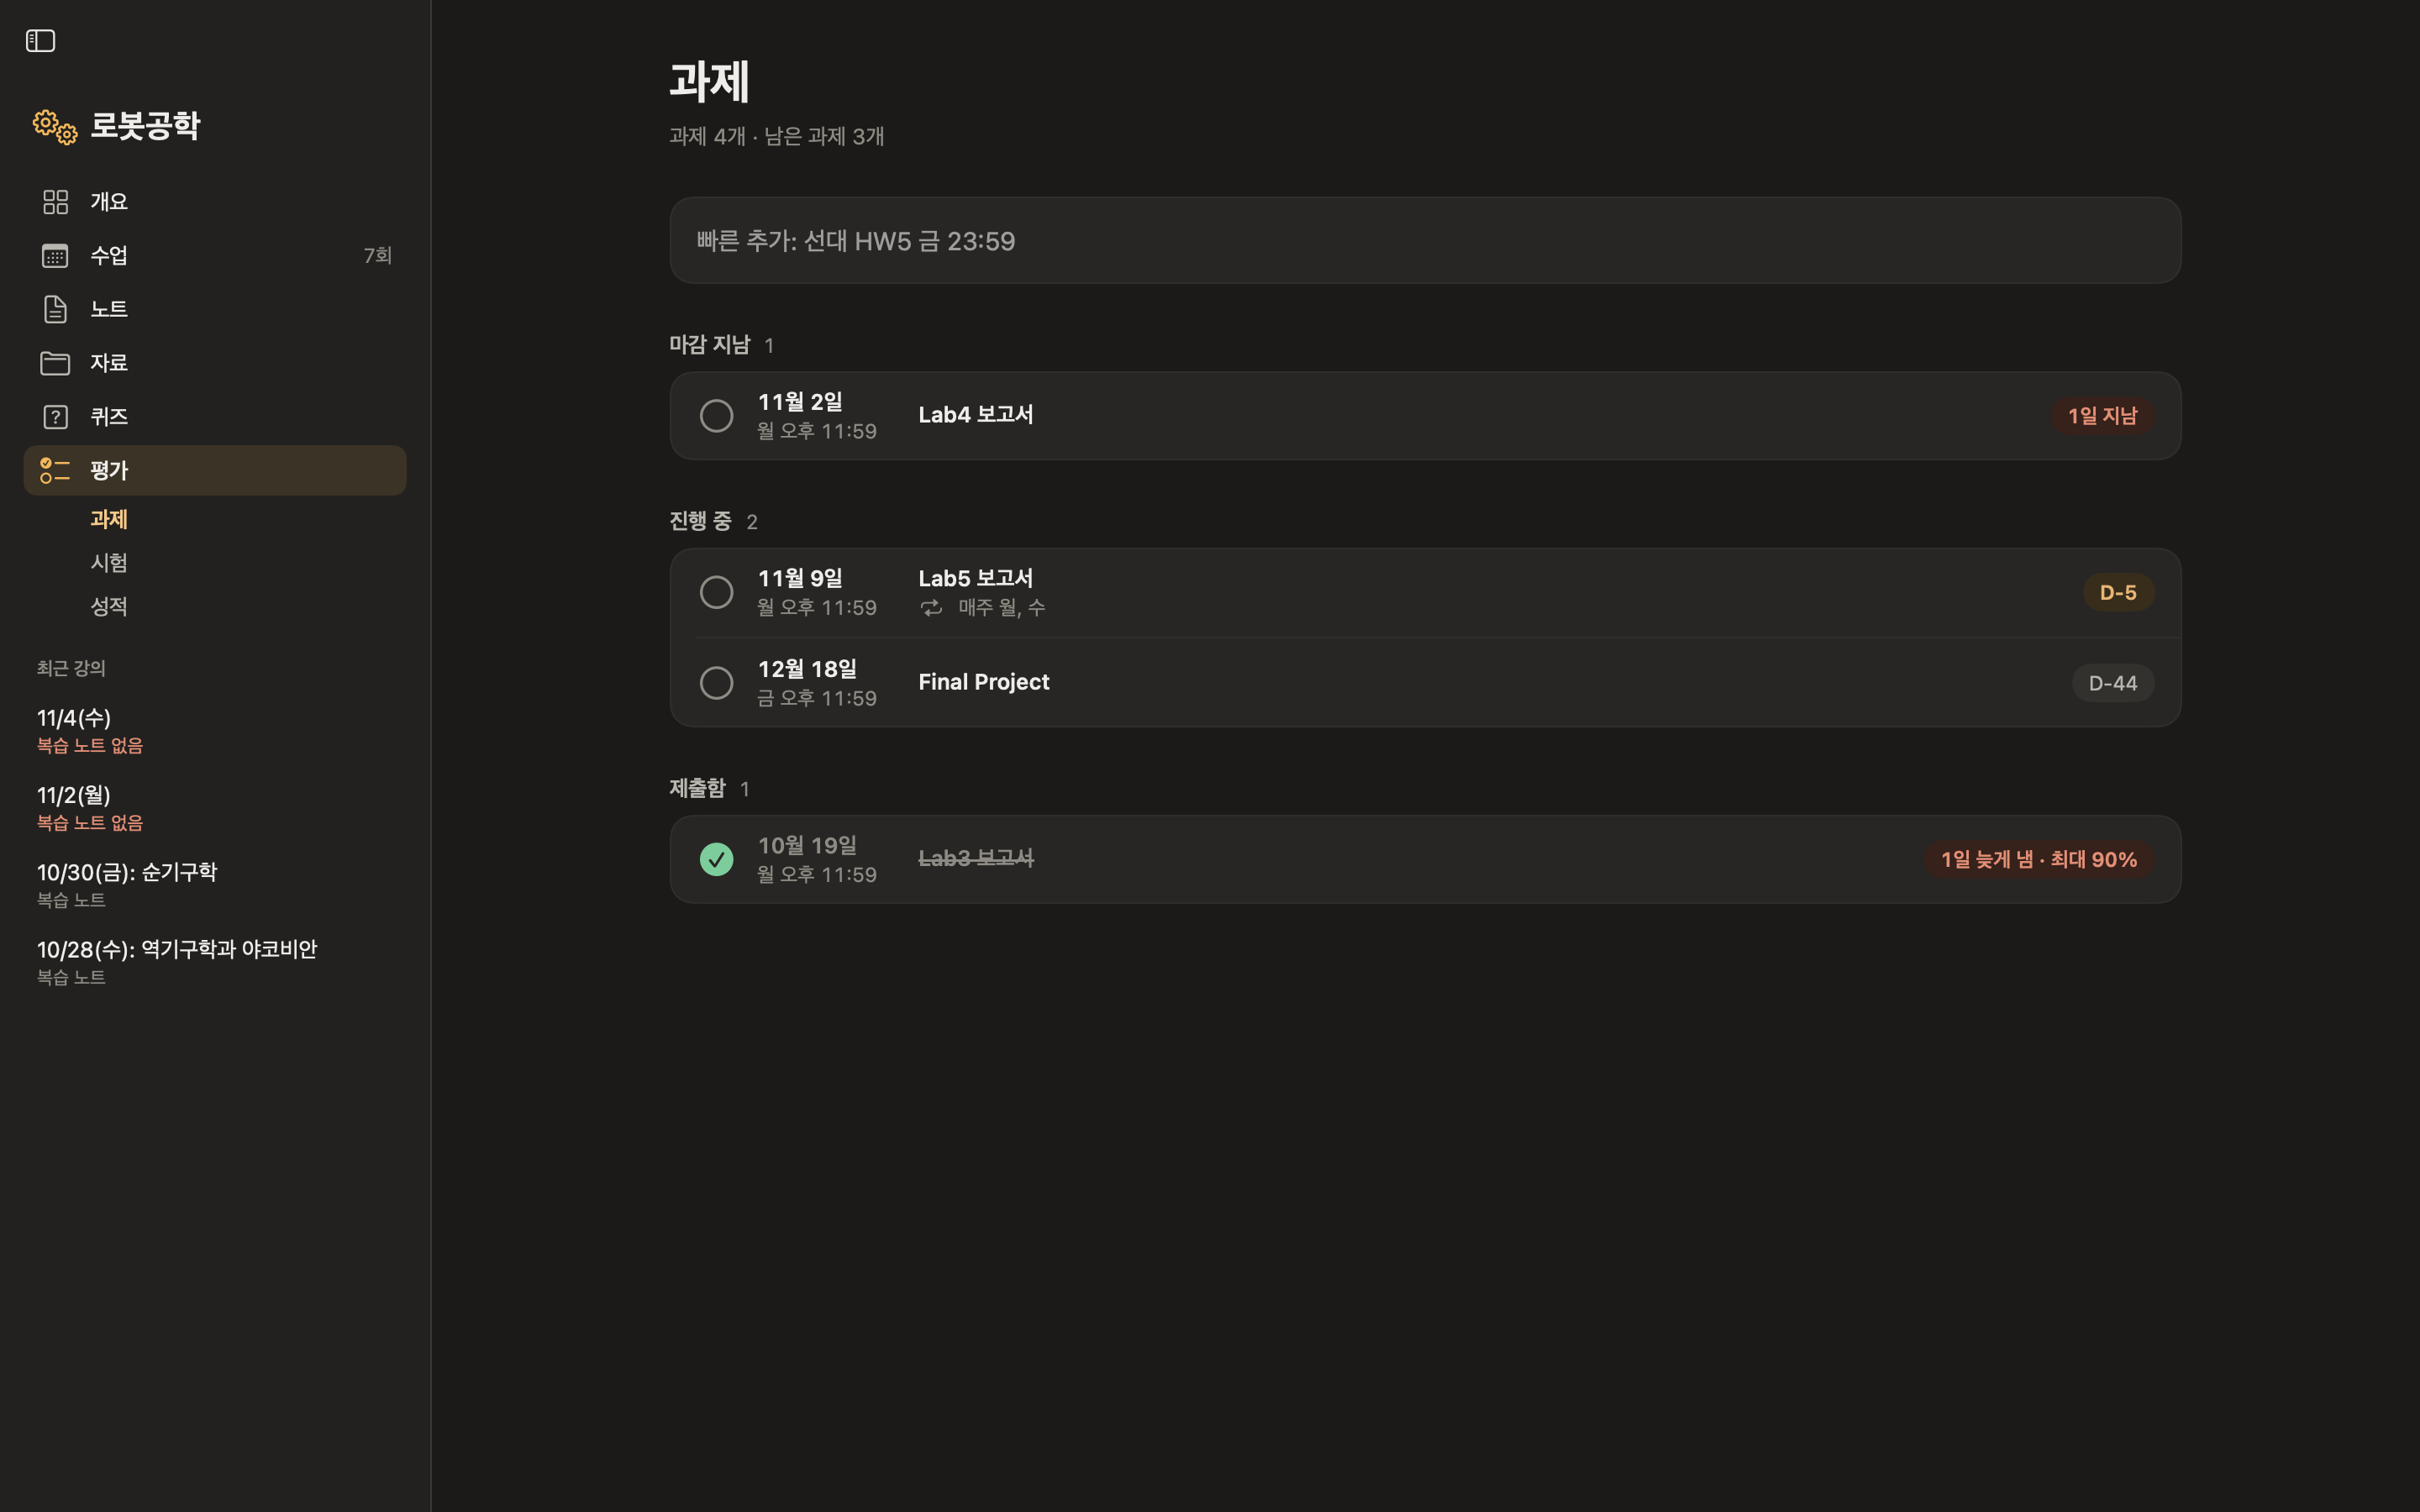 로봇공학
개요
수업 7회
노트
자료
퀴즈
평가
과제
시험
성적
최근 강의
11/4(수)
복습 노트 없음
11/2(월)
복습 노트 없음
10/30(금): 순기구학
복습 노트
10/28(수): 역기구학과 야코비안
복습 노트
과제
과제 4개 · 남은 과제 3개
빠른 추가: 선대 HW5 금 23:59
마감 지남 1
11월 2일
월 오후 11:59
Lab4 보고서
1일 지남
진행 중 2
11월 9일
월 오후 11:59
Lab5 보고서
매주 월, 수
D-5
12월 18일
금 오후 11:59
Final Project
D-44
제출함 1
10월 19일
월 오후 11:59
Lab3 보고서
1일 늦게 냄 · 최대 90%